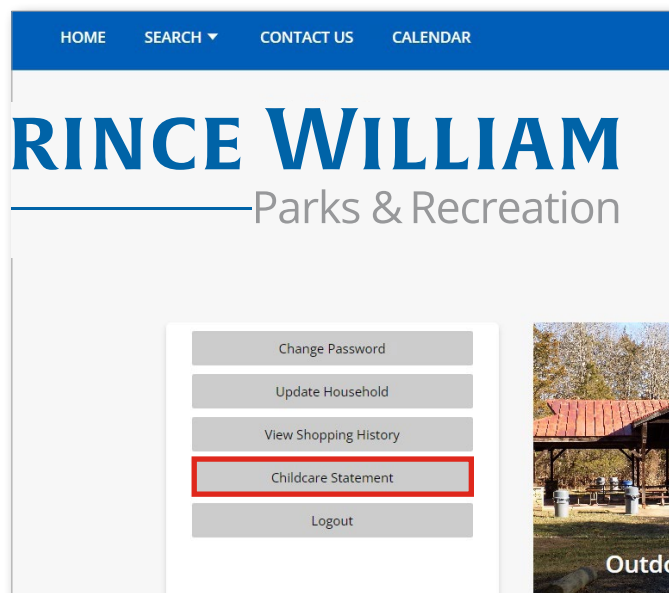 HOME SEARCH CONTACT US CALENDAR
RINCE WILLIAM
Parks & Recreation
Change Password
Update Household
View Shopping History
Childcare Statement
Logout
Outdo